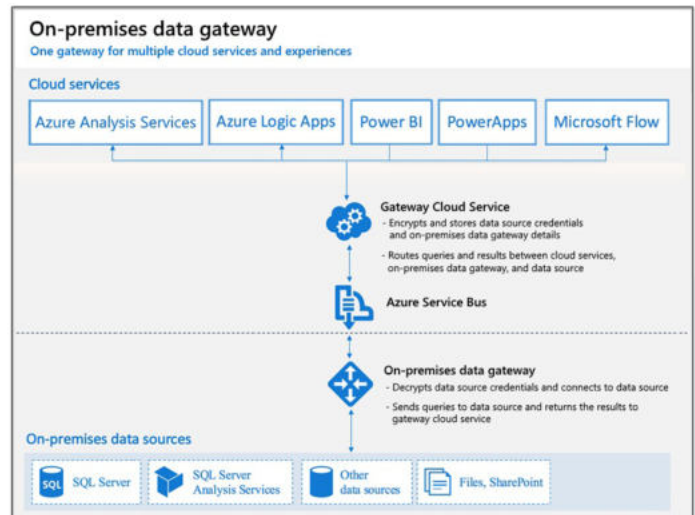 On-premises data gateway
One gateway for multiple cloud services and experiences
Cloud services
Azure Analysis Services
Azure Logic Apps
Power BI
PowerApps
Microsoft Flow
Gateway Cloud Service
- Encrypts and stores data source credentials
and on-premises data gateway details
- Routes queries and results between cloud services,
on-premises data gateway, and data source
Azure Service Bus
On-premises data gateway
- Decrypts data source credentials and connects to data source
- Sends queries to data source and returns the results to
gateway cloud service
On-premises data sources
SQL
SQL Server
SQL Server
Analysis Services
Other
data sources
Files, SharePoint